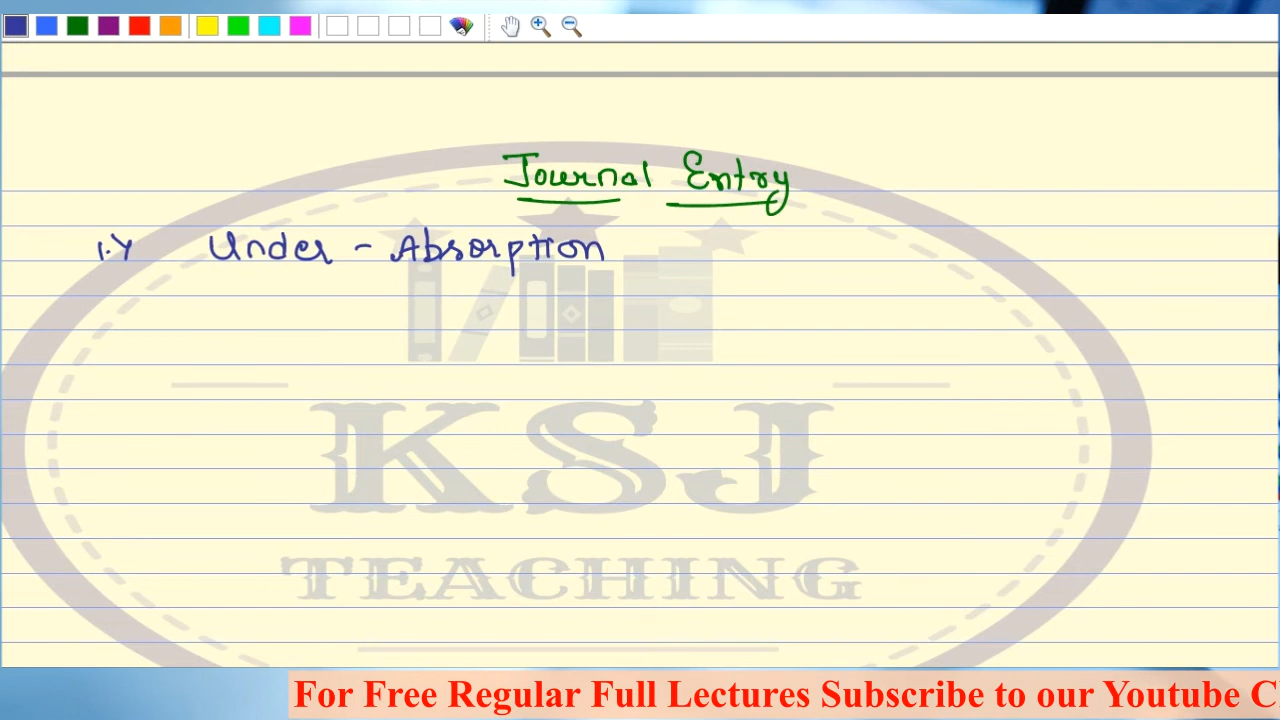 Journal Entry
1.) Under - Absorption
KSJ
TEACHING
For Free Regular Full Lectures Subscribe to our Youtube C